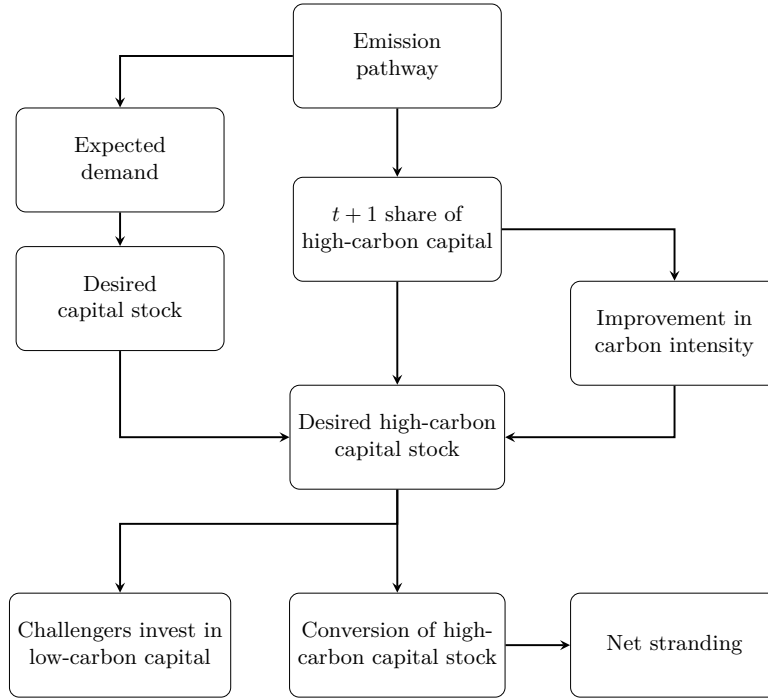 Emission
pathway
Expected
demand
t + 1 share of
high-carbon capital
Desired
capital stock
Improvement in
carbon intensity
Desired high-carbon
capital stock
Challengers invest in
low-carbon capital
Conversion of high-
carbon capital stock
Net stranding